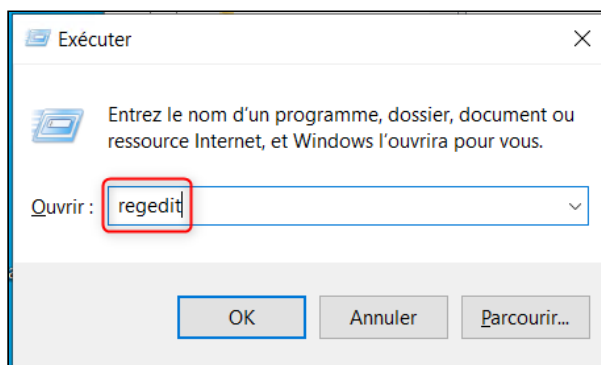 Exécuter
Entrez le nom d'un programme, dossier, document ou
ressource Internet, et Windows l'ouvrira pour vous.
Ouvrir : regedit
OK Annuler Parcourir...